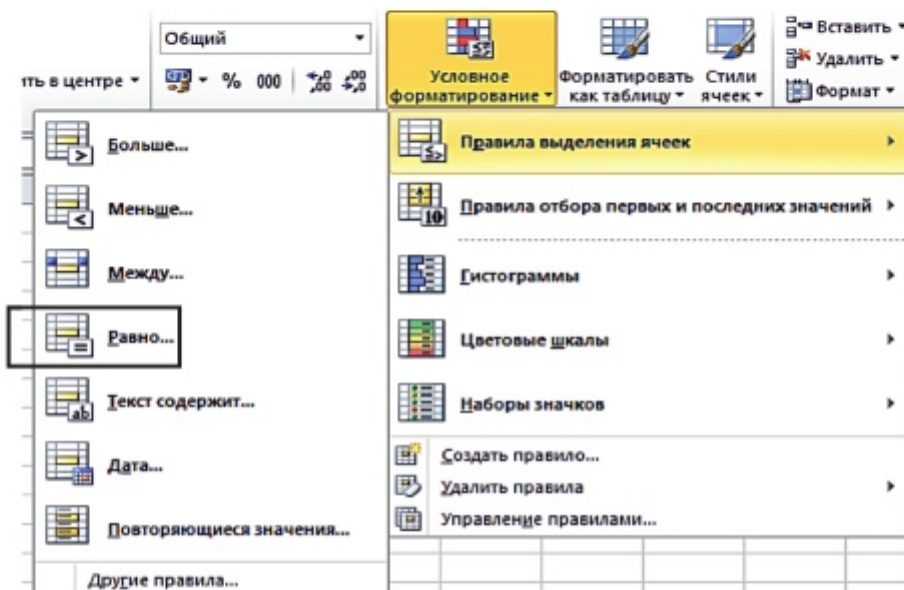 Общий
ть в центре
% 000
,00
,00
Условное форматирование
Форматировать как таблицу
Стили ячеек
Вставить
Удалить
Формат
Больше...
Меньше...
Между...
Равно...
Текст содержит...
Дата...
Повторяющиеся значения...
Другие правила...
Правила выделения ячеек
Правила отбора первых и последних значений
Гистограммы
Цветовые шкалы
Наборы значков
Создать правило...
Удалить правила
Управление правилами...